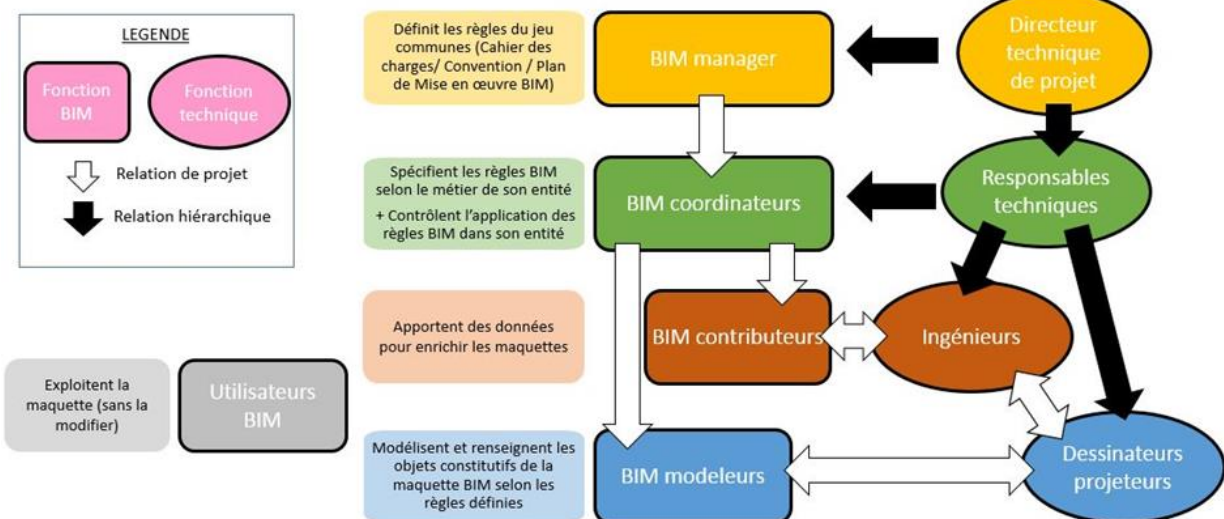 LEGENDE
Fonction
BIM
Fonction
technique
Relation de projet
Relation hiérarchique
Définit les règles du jeu
communes (Cahier des
charges/ Convention / Plan
de Mise en œuvre BIM)
BIM manager
Directeur
technique
de projet
Spécifient les règles BIM
selon le métier de son entité
+ Contrôlent l'application des
règles BIM dans son entité
BIM coordinateurs
Responsables
techniques
Apportent des données
pour enrichir les maquettes
BIM contributeurs
Ingénieurs
Exploitent la
maquette (sans la
modifier)
Utilisateurs
BIM
Modélisent et renseignent les
objets constitutifs de la
maquette BIM selon les
règles définies
BIM modeleurs
Dessinateurs
projeteurs